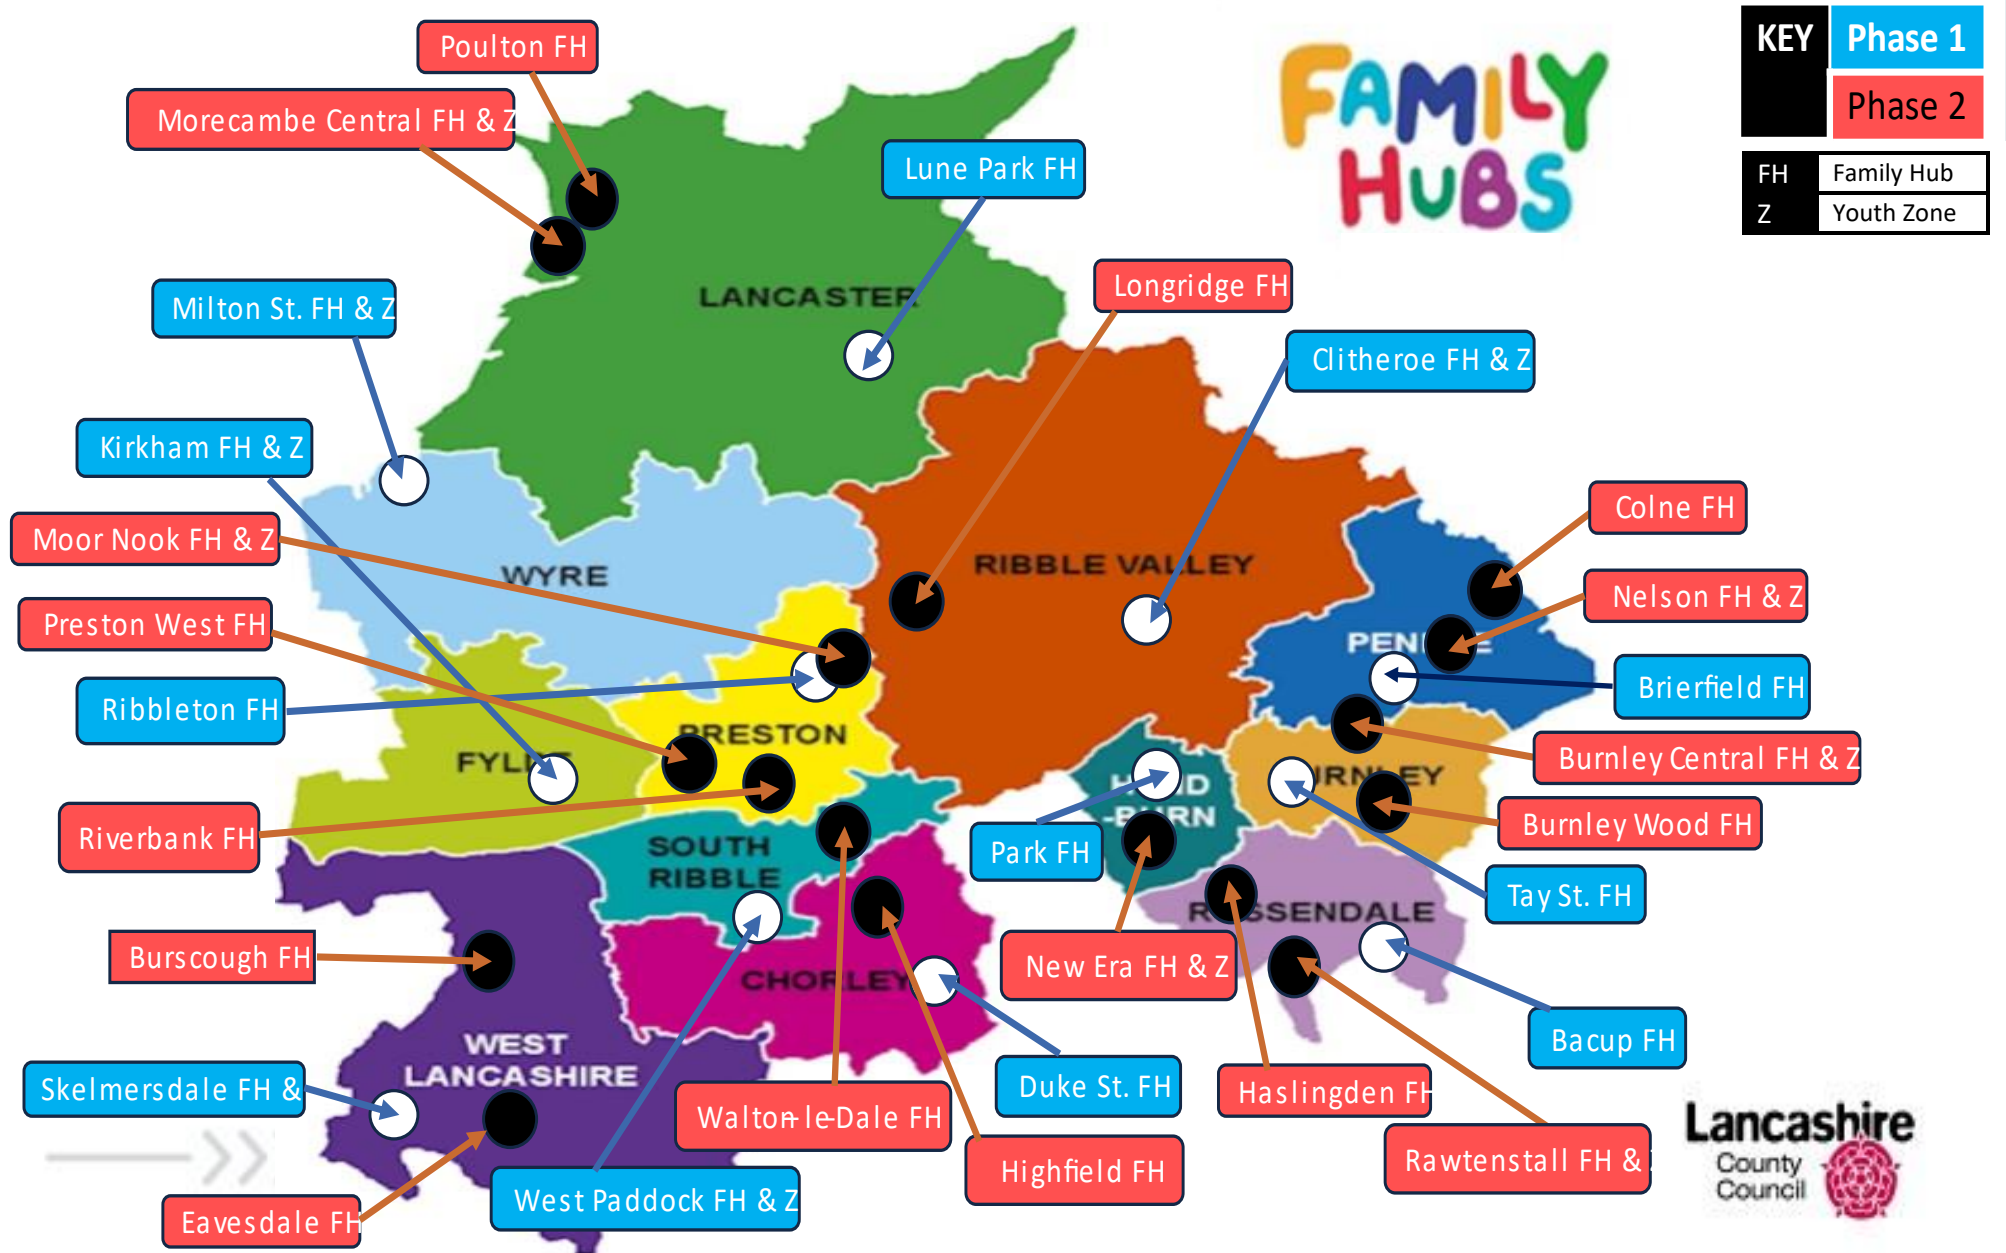 Poulton FH
Morecambe Central FH & Z
Lune Park FH
FAMILY
HUBS
KEY
Phase 1
Phase 2
FH Family Hub
Z Youth Zone
Milton St. FH & Z
LANCASTER
Longridge FH
Clitheroe FH & Z
Kirkham FH & Z
Moor Nook FH & Z
Preston West FH
Ribbleton FH
WYRE
RIBBLE VALLEY
Colne FH
Nelson FH & Z
Brierfield FH
Burnley Central FH & Z
Burnley Wood FH
Tay St. FH
PRESTON
Riverbank FH
SOUTH
RIBBLE
Park FH
-BURN
Burscough FH
CHORLEY
New Era FH & Z
Bacup FH
WEST
LANCASHIRE
Skelmersdale FH &
Walton-le-Dale FH
Duke St. FH
Haslingden FH
Highfield FH
Rawtenstall FH &
West Paddock FH & Z
Eavesdale FH
Lancashire
County
Council